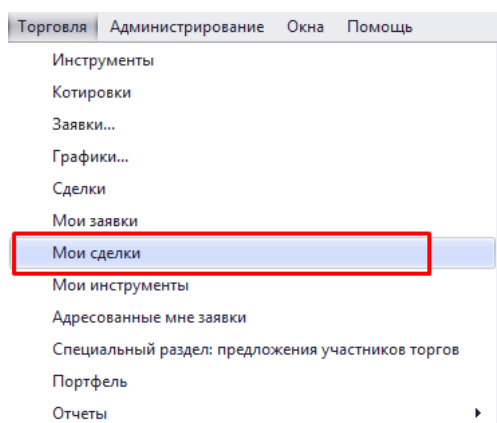 Торговля Администрирование Окна Помощь
Инструменты
Котировки
Заявки...
Графики...
Сделки
Мои заявки
Мои сделки
Мои инструменты
Адресованные мне заявки
Специальный раздел: предложения участников торгов
Портфель
Отчеты